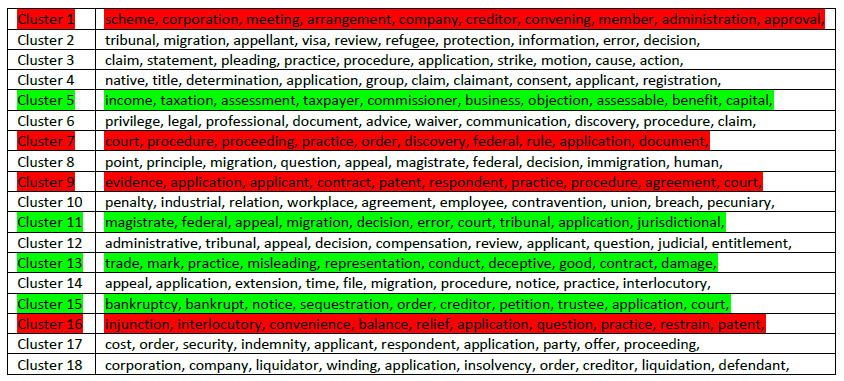 Cluster 1 scheme, corporation, meeting, arrangement, company, creditor, convening, member, administration, approval,
Cluster 2 tribunal, migration, appellant, visa, review, refugee, protection, information, error, decision,
Cluster 3 claim, statement, pleading, practice, procedure, application, strike, motion, cause, action,
Cluster 4 native, title, determination, application, group, claim, claimant, consent, applicant, registration,
Cluster 5 income, taxation, assessment, taxpayer, commissioner, business, objection, assessable, benefit, capital,
Cluster 6 privilege, legal, professional, document, advice, waiver, communication, discovery, procedure, claim,
Cluster 7 court, procedure, proceeding, practice, order, discovery, federal, rule, application, document,
Cluster 8 point, principle, migration, question, appeal, magistrate, federal, decision, immigration, human,
Cluster 9 evidence, application, applicant, contract, patent, respondent, practice, procedure, agreement, court,
Cluster 10 penalty, industrial, relation, workplace, agreement, employee, contravention, union, breach, pecuniary,
Cluster 11 magistrate, federal, appeal, migration, decision, error, court, tribunal, application, jurisdictional,
Cluster 12 administrative, tribunal, appeal, decision, compensation, review, applicant, question, judicial, entitlement,
Cluster 13 trade, mark, practice, misleading, representation, conduct, deceptive, good, contract, damage,
Cluster 14 appeal, application, extension, time, file, migration, procedure, notice, practice, interlocutory,
Cluster 15 bankruptcy, bankrupt, notice, sequestration, order, creditor, petition, trustee, application, court,
Cluster 16 injunction, interlocutory, convenience, balance, relief, application, question, practice, restrain, patent,
Cluster 17 cost, order, security, indemnity, applicant, respondent, application, party, offer, proceeding,
Cluster 18 corporation, company, liquidator, winding, application, insolvency, order, creditor, liquidation, defendant,